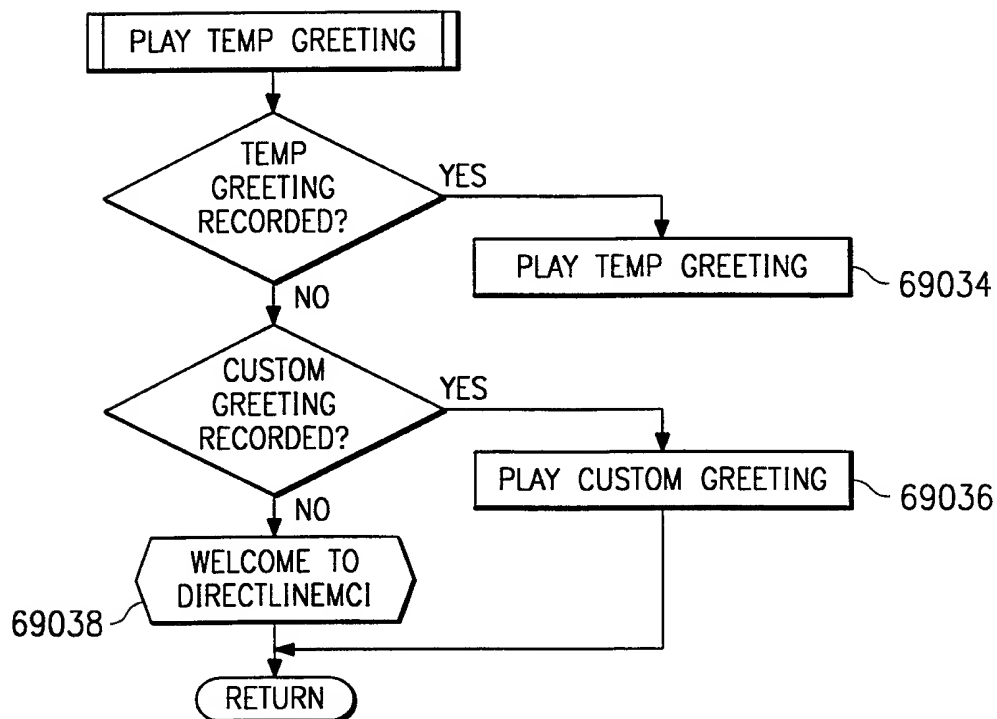 PLAY TEMP GREETING
TEMP
GREETING
RECORDED?
YES
PLAY TEMP GREETING
69034
NO
CUSTOM
GREETING
RECORDED?
YES
PLAY CUSTOM GREETING
69036
NO
WELCOME TO
DIRECTLINEMCI
69038
RETURN